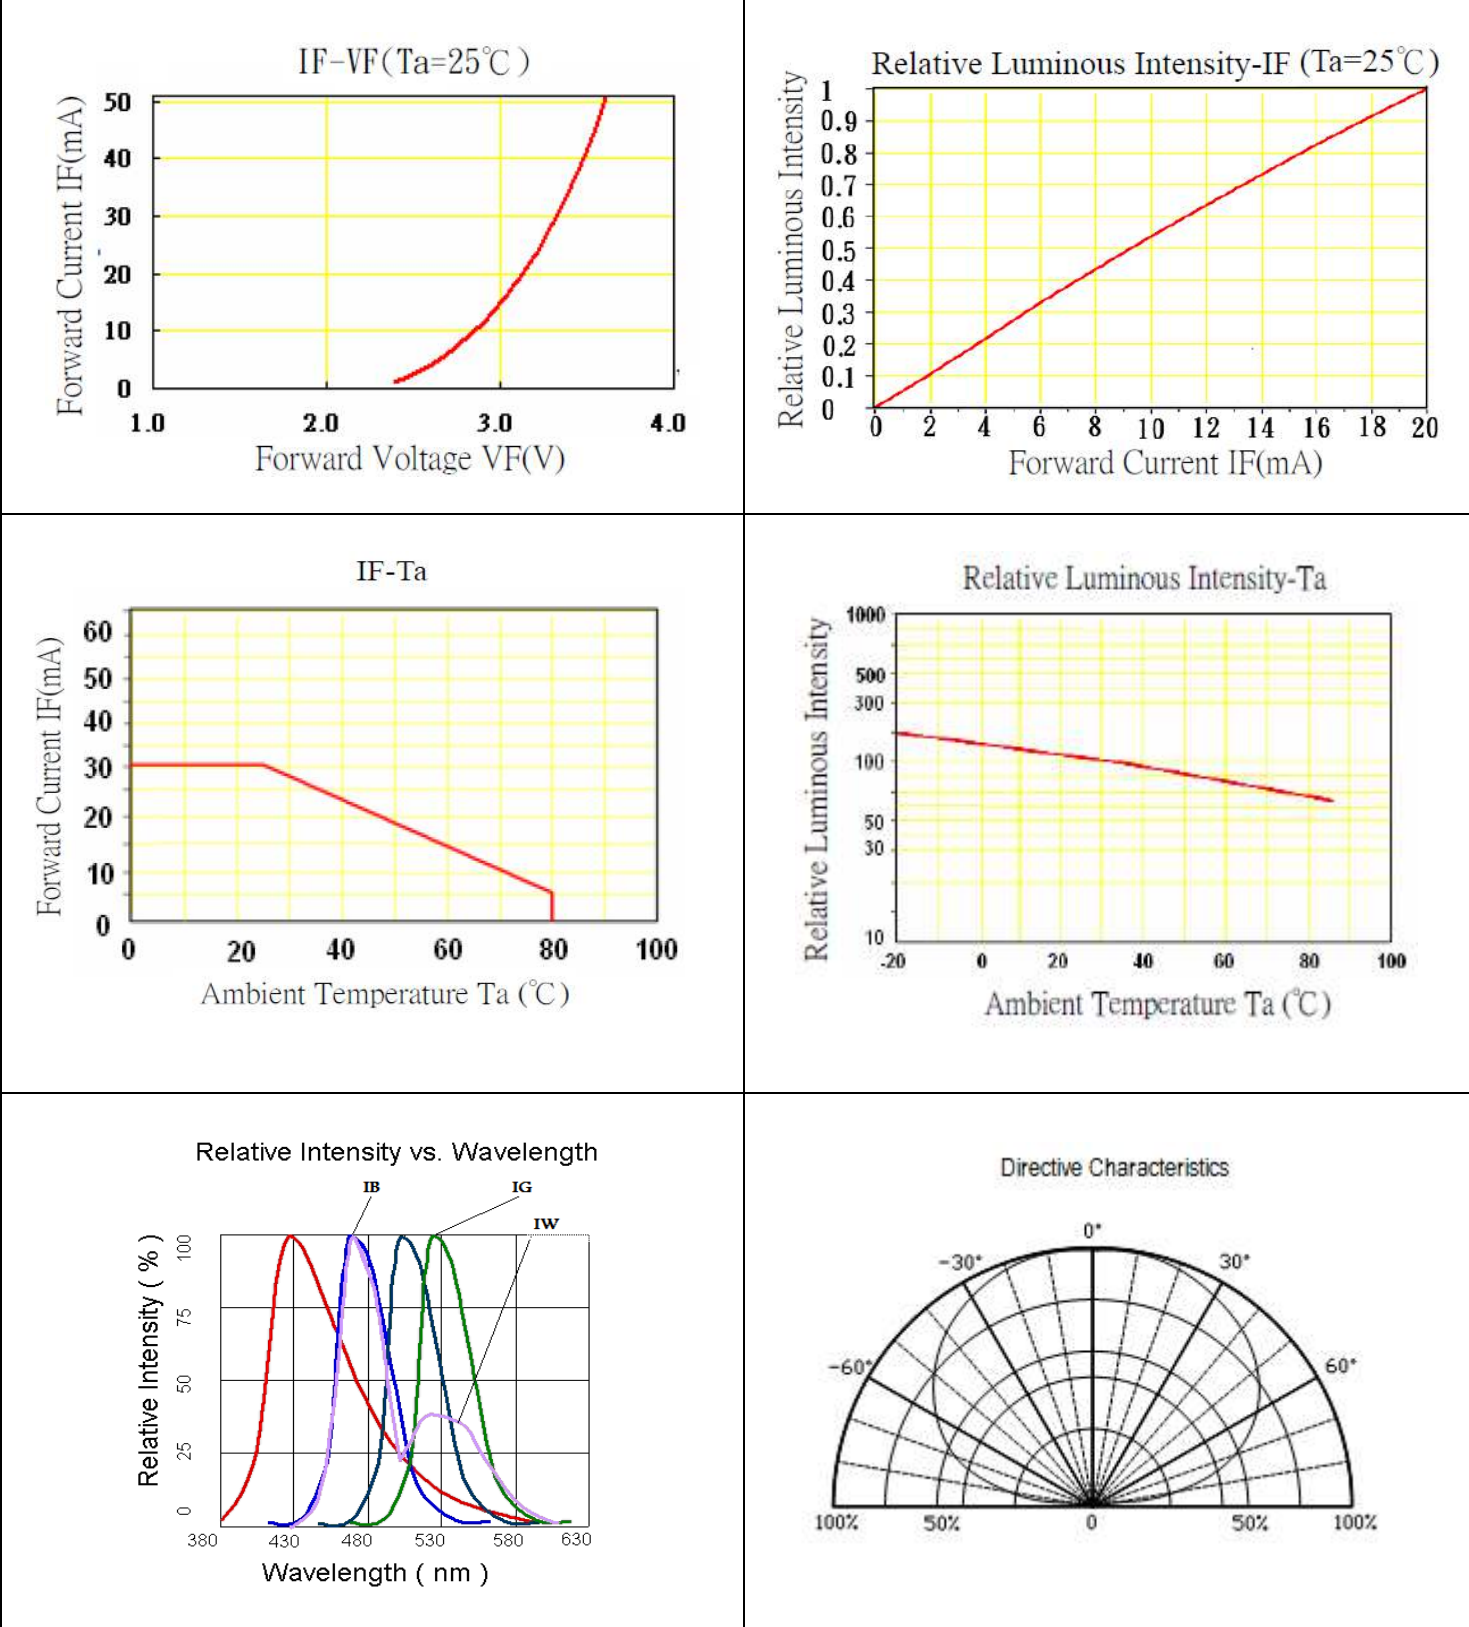 IF-VF(Ta=25℃)
Forward Current IF(mA)
50
40
30
20
10
0
1.0 2.0 3.0 4.0
Forward Voltage VF(V)
Relative Luminous Intensity-IF (Ta=25℃)
Relative Luminous Intensity
1
0.9
0.8
0.7
0.6
0.5
0.4
0.3
0.2
0.1
0
0 2 4 6 8 10 12 14 16 18 20
Forward Current IF(mA)
IF-Ta
Forward Current IF(mA)
60
50
40
30
20
10
0
0 20 40 60 80 100
Ambient Temperature Ta (℃)
Relative Luminous Intensity-Ta
Relative Luminous Intensity
1000
500
300
100
50
30
10
-20 0 20 40 60 80 100
Ambient Temperature Ta (℃)
Relative Intensity vs. Wavelength
IB IG
IW
Relative Intensity ( % )
100
75
50
25
0
380 430 480 530 580 630
Wavelength ( nm )
Directive Characteristics
0°
-30° 30°
-60° 60°
100% 50% 0 50% 100%